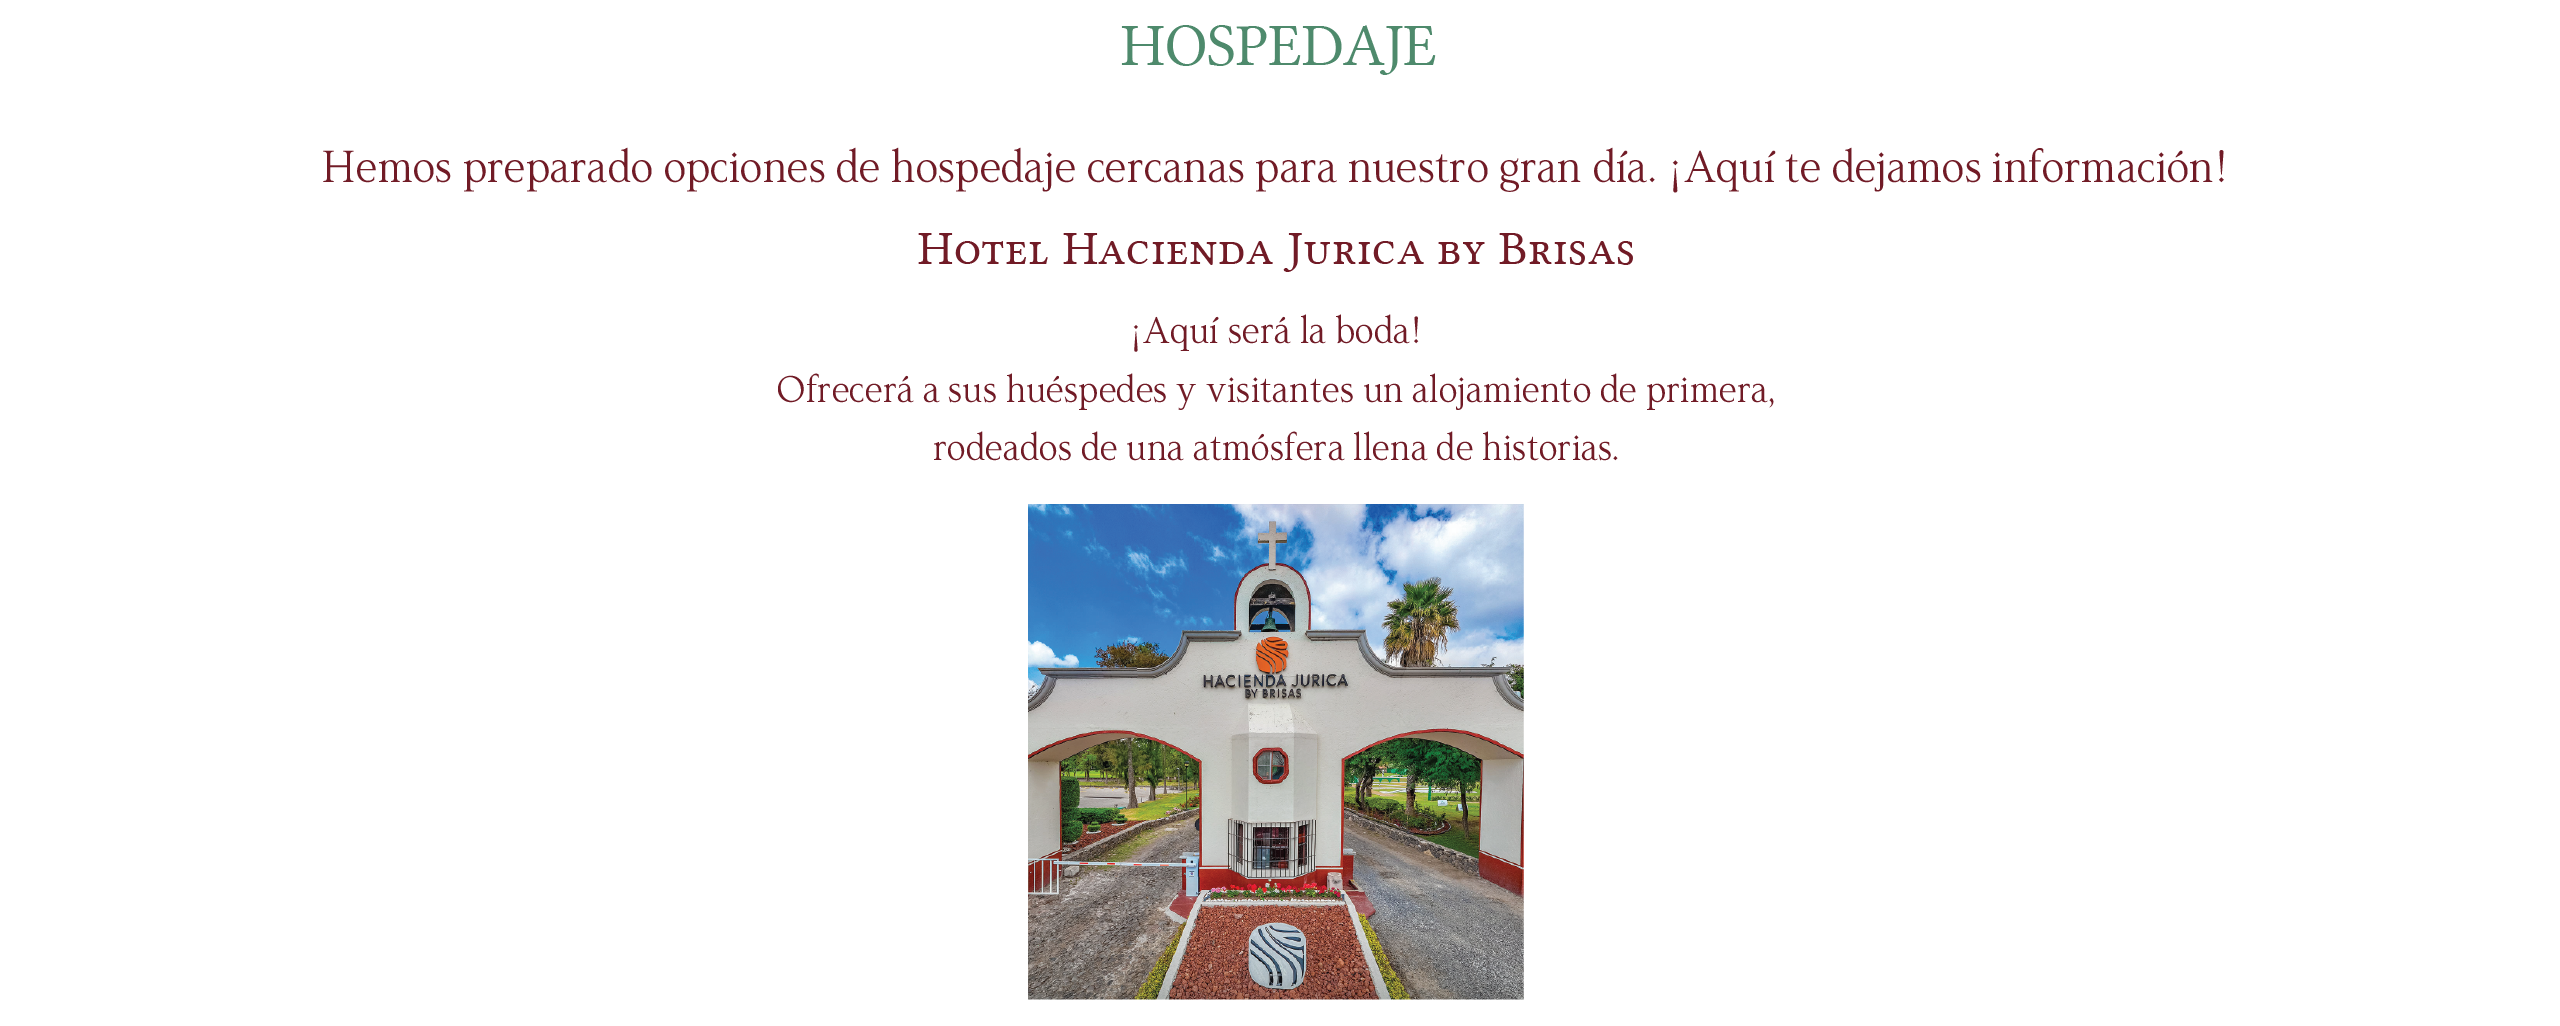 HOSPEDAJE
Hemos preparado opciones de hospedaje cercanas para nuestro gran día. ¡Aquí te dejamos información!
Hotel Hacienda Jurica by Brisas
¡Aquí será la boda!
Ofrecerá a sus huéspedes y visitantes un alojamiento de primera,
rodeados de una atmósfera llena de historias.
HACIENDA JURICA
BY BRISAS